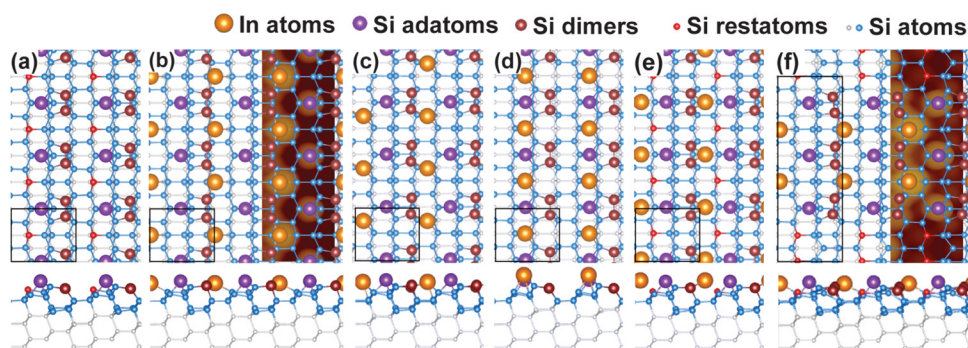 In atoms Si adatoms Si dimers Si restatoms Si atoms
(a) (b) (c) (d) (e) (f)